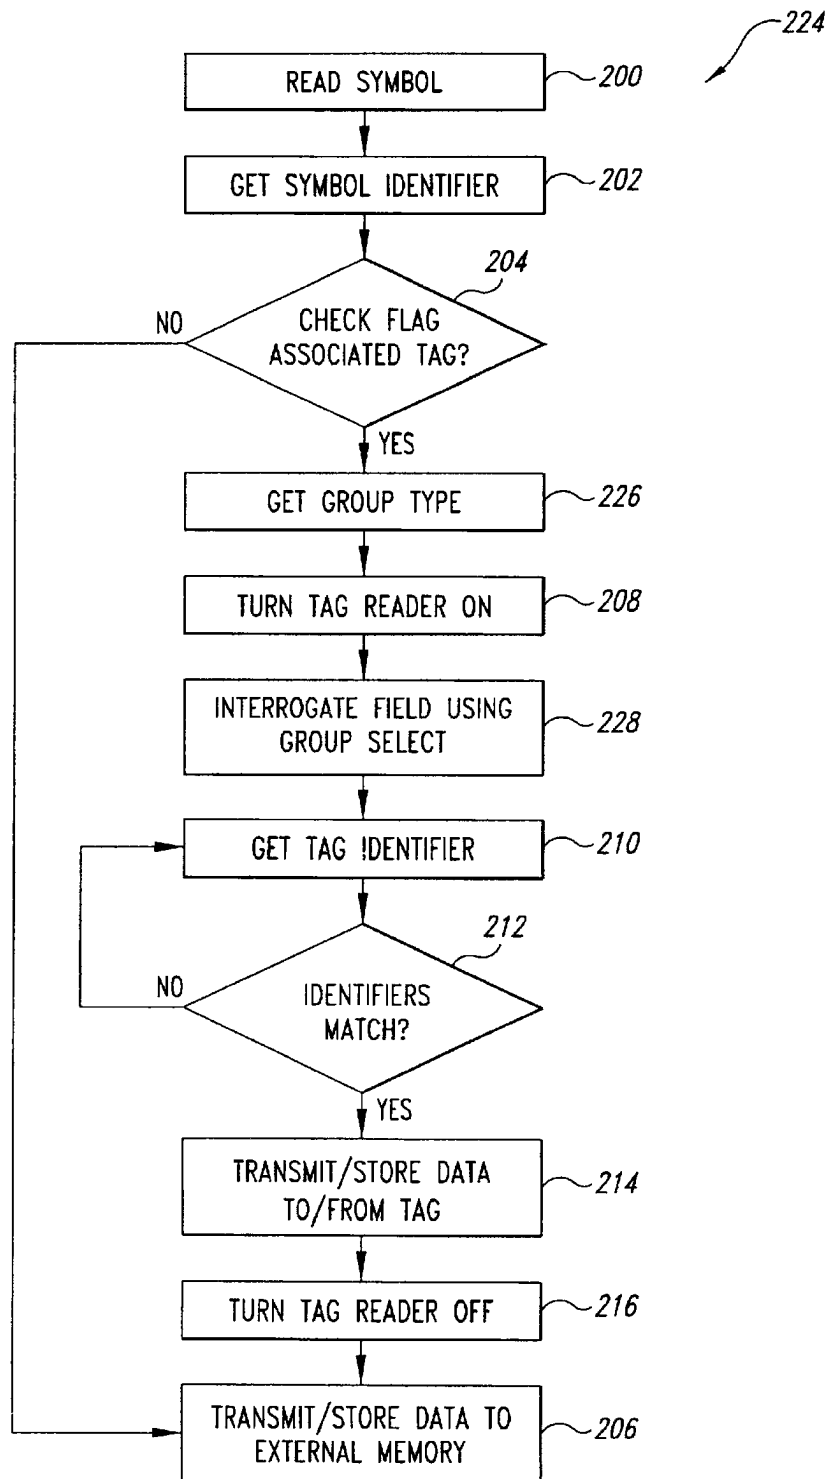 224
READ SYMBOL
200
GET SYMBOL IDENTIFIER
202
204
CHECK FLAG
ASSOCIATED TAG?
NO
YES
GET GROUP TYPE
226
TURN TAG READER ON
208
INTERROGATE FIELD USING
GROUP SELECT
228
GET TAG IDENTIFIER
210
212
IDENTIFIERS
MATCH?
NO
YES
TRANSMIT/STORE DATA
TO/FROM TAG
214
TURN TAG READER OFF
216
TRANSMIT/STORE DATA TO
EXTERNAL MEMORY
206